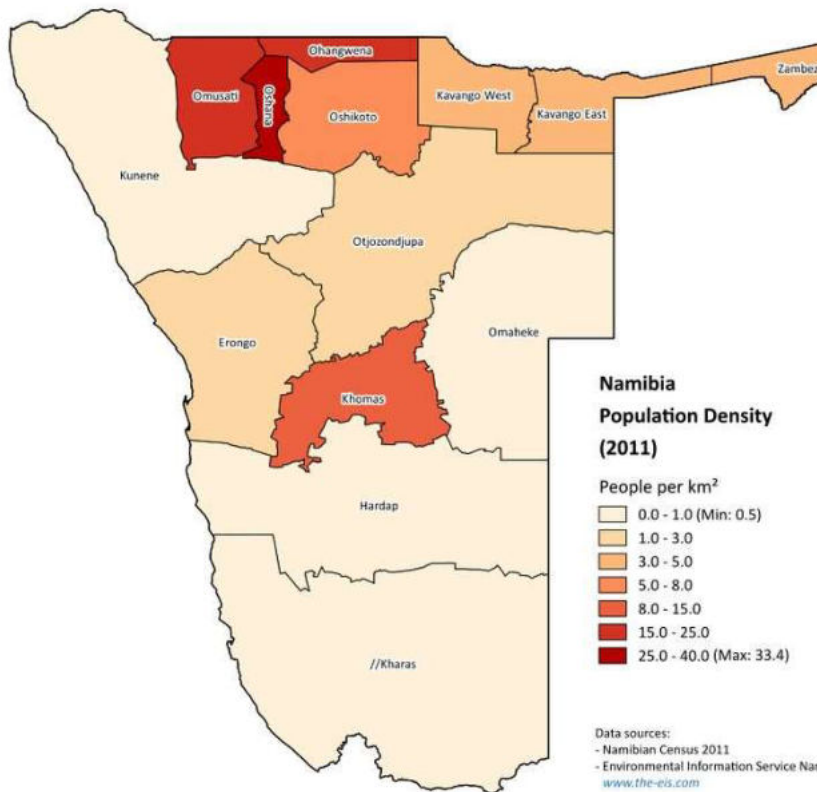 Ohangwena
Zambez
Omusati
Oshana
Oshikoto
Kavango West
Kavango East
Kunene
Otjozondjupa
Omaheke
Erongo
Khomas
Hardap
//Kharas
Namibia
Population Density
(2011)
People per km²
0.0 - 1.0 (Min: 0.5)
1.0 - 3.0
3.0 - 5.0
5.0 - 8.0
8.0 - 15.0
15.0 - 25.0
25.0 - 40.0 (Max: 33.4)
Data sources:
- Namibian Census 2011
- Environmental Information Service Nar
www.the-eis.com